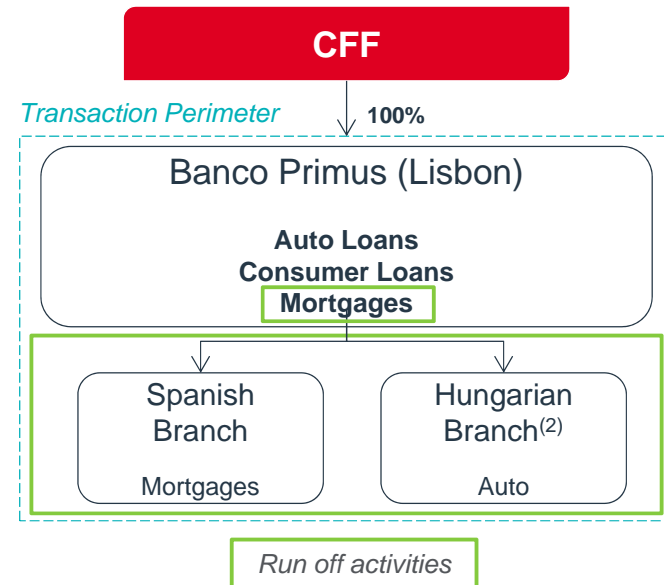 CFF
Transaction Perimeter
100%
Banco Primus (Lisbon)
Auto Loans
Consumer Loans
Mortgages
Spanish
Branch
Mortgages
Hungarian
Branch(2)
Auto
Run off activities